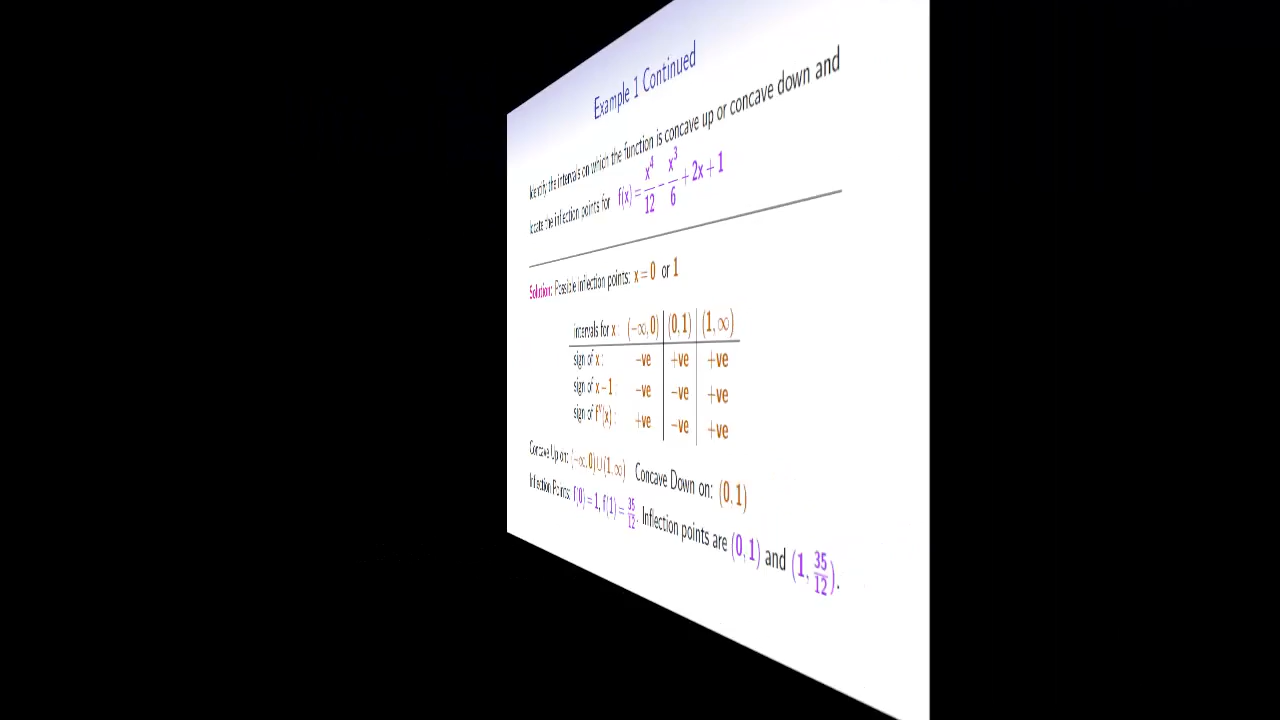 Example 1 Continued
Identify the intervals on which the function is concave up or concave down and
locate the inflection points for f(x) = x^4/12 − x^3/6 + 2x + 1
Solution: Possible inflection points: x = 0 or 1
intervals for x : (−∞, 0) (0, 1) (1, ∞)
sign of x : −ve +ve +ve
sign of x − 1 : −ve −ve +ve
sign of f''(x) : +ve −ve +ve
Concave Up on: (−∞, 0) ∪ (1, ∞) Concave Down on: (0, 1)
Inflection Points: f(0) = 1, f(1) = 35/12. Inflection points are (0, 1) and (1, 35/12).